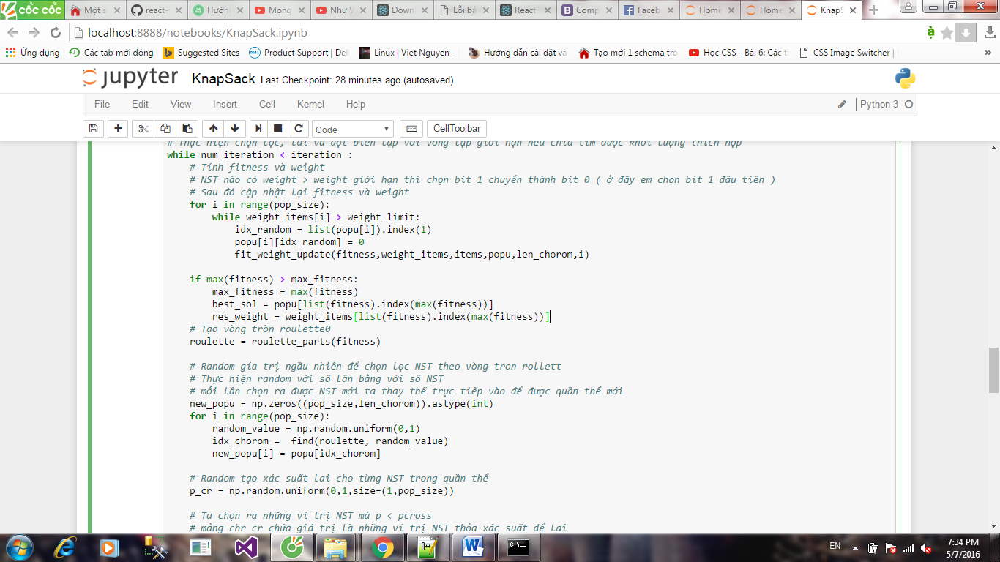 cốc cốc Một s react- Hướng Mong Như V Down Lỗi bả React Comp Faceb Home Home KnapS
localhost:8888/notebooks/KnapSack.ipynb
Ứng dụng Các tab mới đóng Suggested Sites Product Support | Del Linux | Viet Nguyen - Hướng dẫn cài đặt và Tạo mới 1 schema tro Học CSS - Bài 6: Các t CSS Image Switcher |
jupyter KnapSack Last Checkpoint: 28 minutes ago (autosaved)
File Edit View Insert Cell Kernel Help Python 3
Code CellToolbar
# Thực hiện chọn lọc, lai và đột biến lặp với vòng lặp giới hạn nếu chưa tìm được khối lượng thích hợp
while num_iteration < iteration :
# Tính fitness và weight
# NST nào có weight > weight giới hạn thì chọn bit 1 chuyển thành bit 0 ( ở đây em chọn bít 1 đầu tiền )
# Sau đó cập nhật lại fitness và weight
for i in range(pop_size):
while weight_items[i] > weight_limit:
idx_random = list(popu[i]).index(1)
popu[i][idx_random] = 0
fit_weight_update(fitness,weight_items,items,popu,len_chorom,i)
if max(fitness) > max_fitness:
max_fitness = max(fitness)
best_sol = popu[list(fitness).index(max(fitness))]
res_weight = weight_items[list(fitness).index(max(fitness))]
# Tạo vòng tròn roulette0
roulette = roulette_parts(fitness)
# Random gía trị ngầu nhiên để chọn lọc NST theo vòng tron rollett
# Thực hiện random với số lần bằng với số NST
# mỗi lần chọn ra được NST mới ta thay thế trực tiếp vào để được quần thể mới
new_popu = np.zeros((pop_size,len_chorom)).astype(int)
for i in range(pop_size):
random_value = np.random.uniform(0,1)
idx_chorom =  find(roulette, random_value)
new_popu[i] = popu[idx_chorom]
# Random tạo xác suất lai cho từng NST trong quần thể
p_cr = np.random.uniform(0,1,size=(1,pop_size))
# Ta chọn ra những ví trị NST mà p < pcross
# mảng chr_cr chứa giá trị là những ví trị NST thỏa xác suất để lai
EN 7:34 PM
5/7/2016